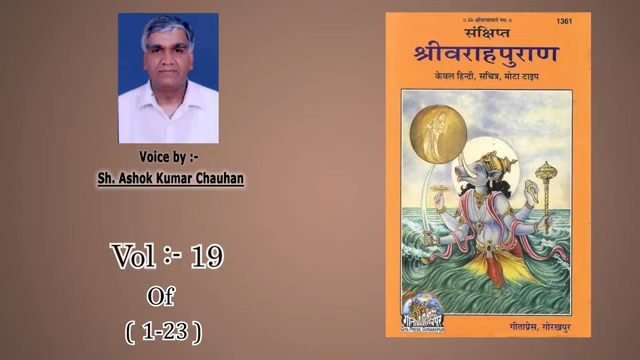 Voice by :-
Sh. Ashok Kumar Chauhan
Vol :- 19
Of
( 1-23 )
1361
संक्षिप्त
श्रीवराहपुराण
केवल हिन्दी, सचित्र, मोटा टाइप
गीताप्रेस, गोरखपुर